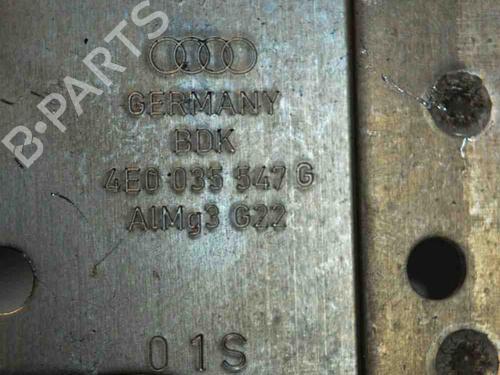 B-PARTS
GERMANY
BDK
4E0 035 547 G
AlMg3 G22
01S